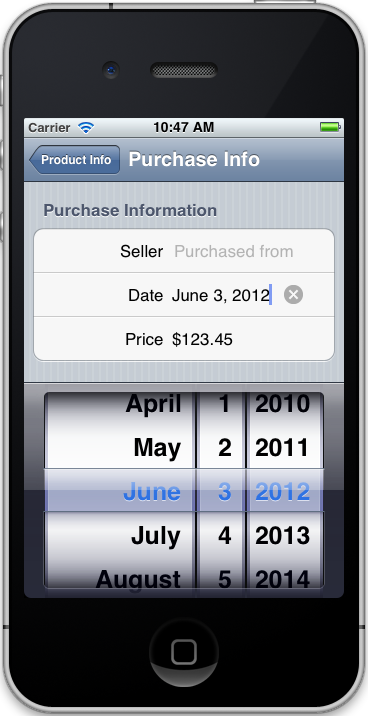 Carrier 10:47 AM
Product Info Purchase Info
Purchase Information
Seller Purchased from
Date June 3, 2012
Price $123.45
April 1 2010
May 2 2011
June 3 2012
July 4 2013
August 5 2014